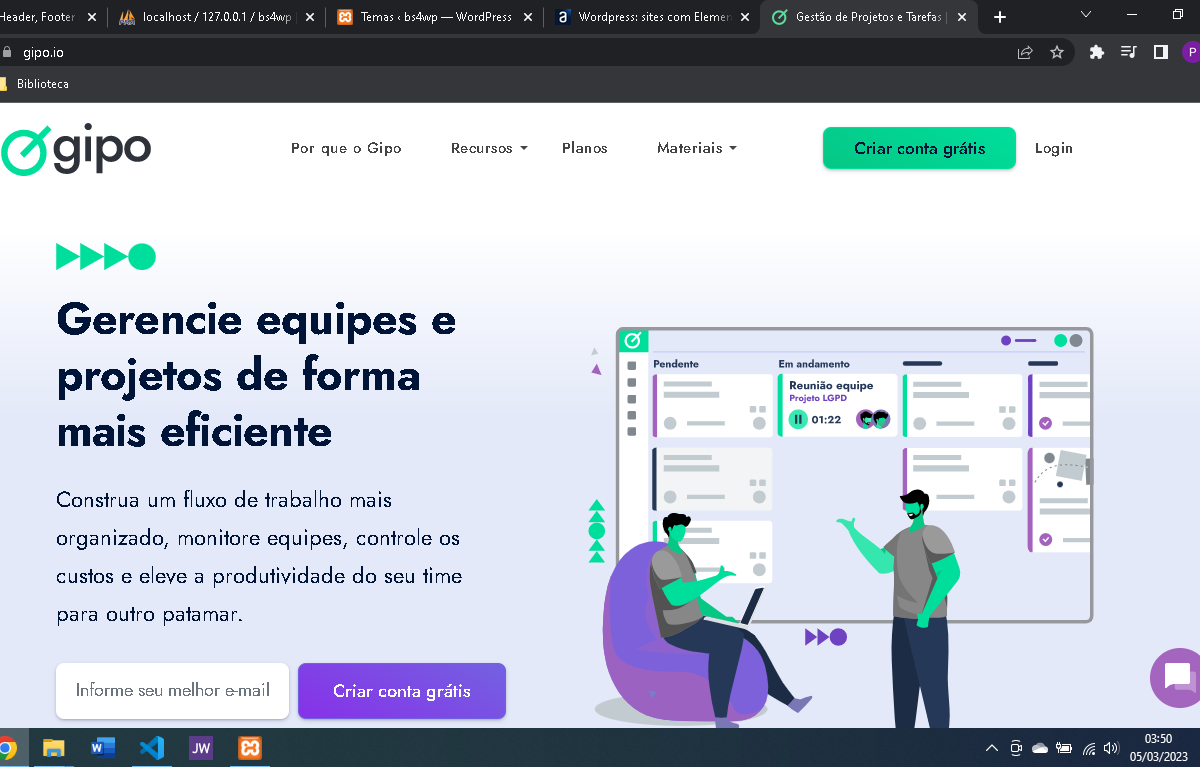 Header, Foote
localhost / 127.0.0.1 / bs4wp
Temas ‹ bs4wp — WordPress
Wordpress: sites com Elemen
Gestão de Projetos e Tarefas
gipo.io
P
Biblioteca
gipo
Por que o Gipo
Recursos
Planos
Materiais
Criar conta grátis
Login
Gerencie equipes e
projetos de forma
mais eficiente
Construa um fluxo de trabalho mais
organizado, monitore equipes, controle os
custos e eleve a produtividade do seu time
para outro patamar.
Informe seu melhor e-mail
Criar conta grátis
Pendente
Em andamento
Reunião equipe
Projeto LGPD
01:22
JW
03:50
05/03/2023